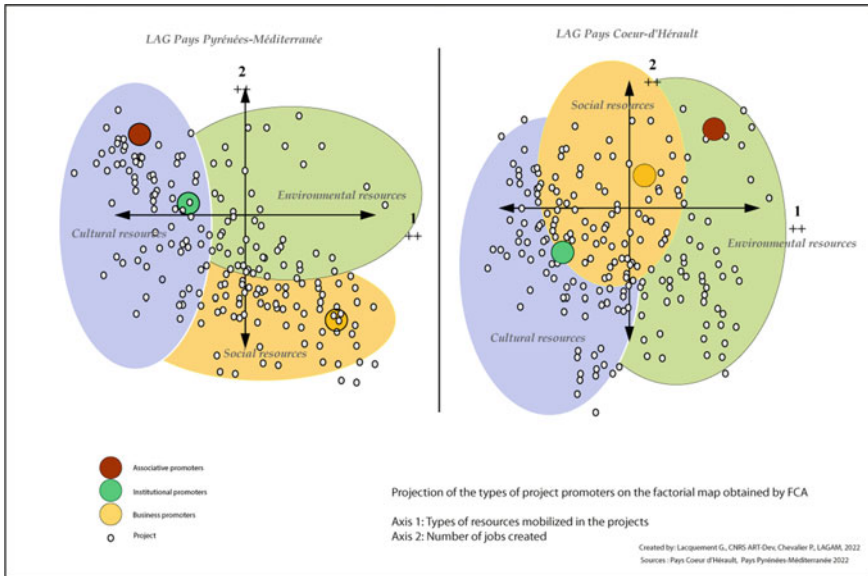 LAG Pays Pyrénées-Méditerranée
LAG Pays Coeur-d'Hérault
2
++
Environmental resources
Cultural resources
1
++
Social resources
2
++
Social resources
1
++
Environmental resources
Cultural resources
Associative promoters
Institutional promoters
Business promoters
Project
Projection of the types of project promoters on the factorial map obtained by FCA
Axis 1: Types of resources mobilized in the projects
Axis 2: Number of jobs created
Created by: Lacquement G., CNRS ART-Dev, Chevalier P., LAGAM, 2022
Sources : Pays Coeur d'Hérault, Pays Pyrénées-Méditerranée 2022